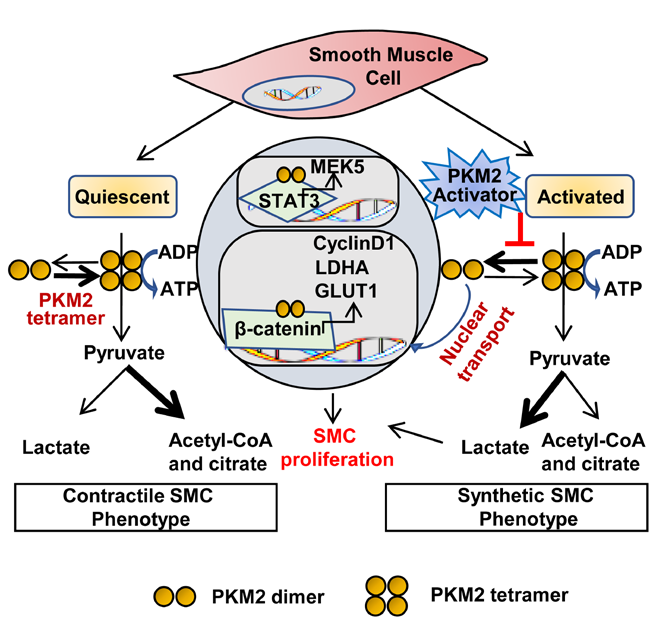 Smooth Muscle
Cell
Quiescent
MEK5
STAT3
PKM2
Activator
Activated
CyclinD1
LDHA
GLUT1
β-catenin
ADP
ATP
PKM2
tetramer
ADP
ATP
Nuclear
transport
Pyruvate
Pyruvate
Lactate
Acetyl-CoA
and citrate
SMC
proliferation
Lactate
Acetyl-CoA
and citrate
Contractile SMC
Phenotype
Synthetic SMC
Phenotype
PKM2 dimer
PKM2 tetramer